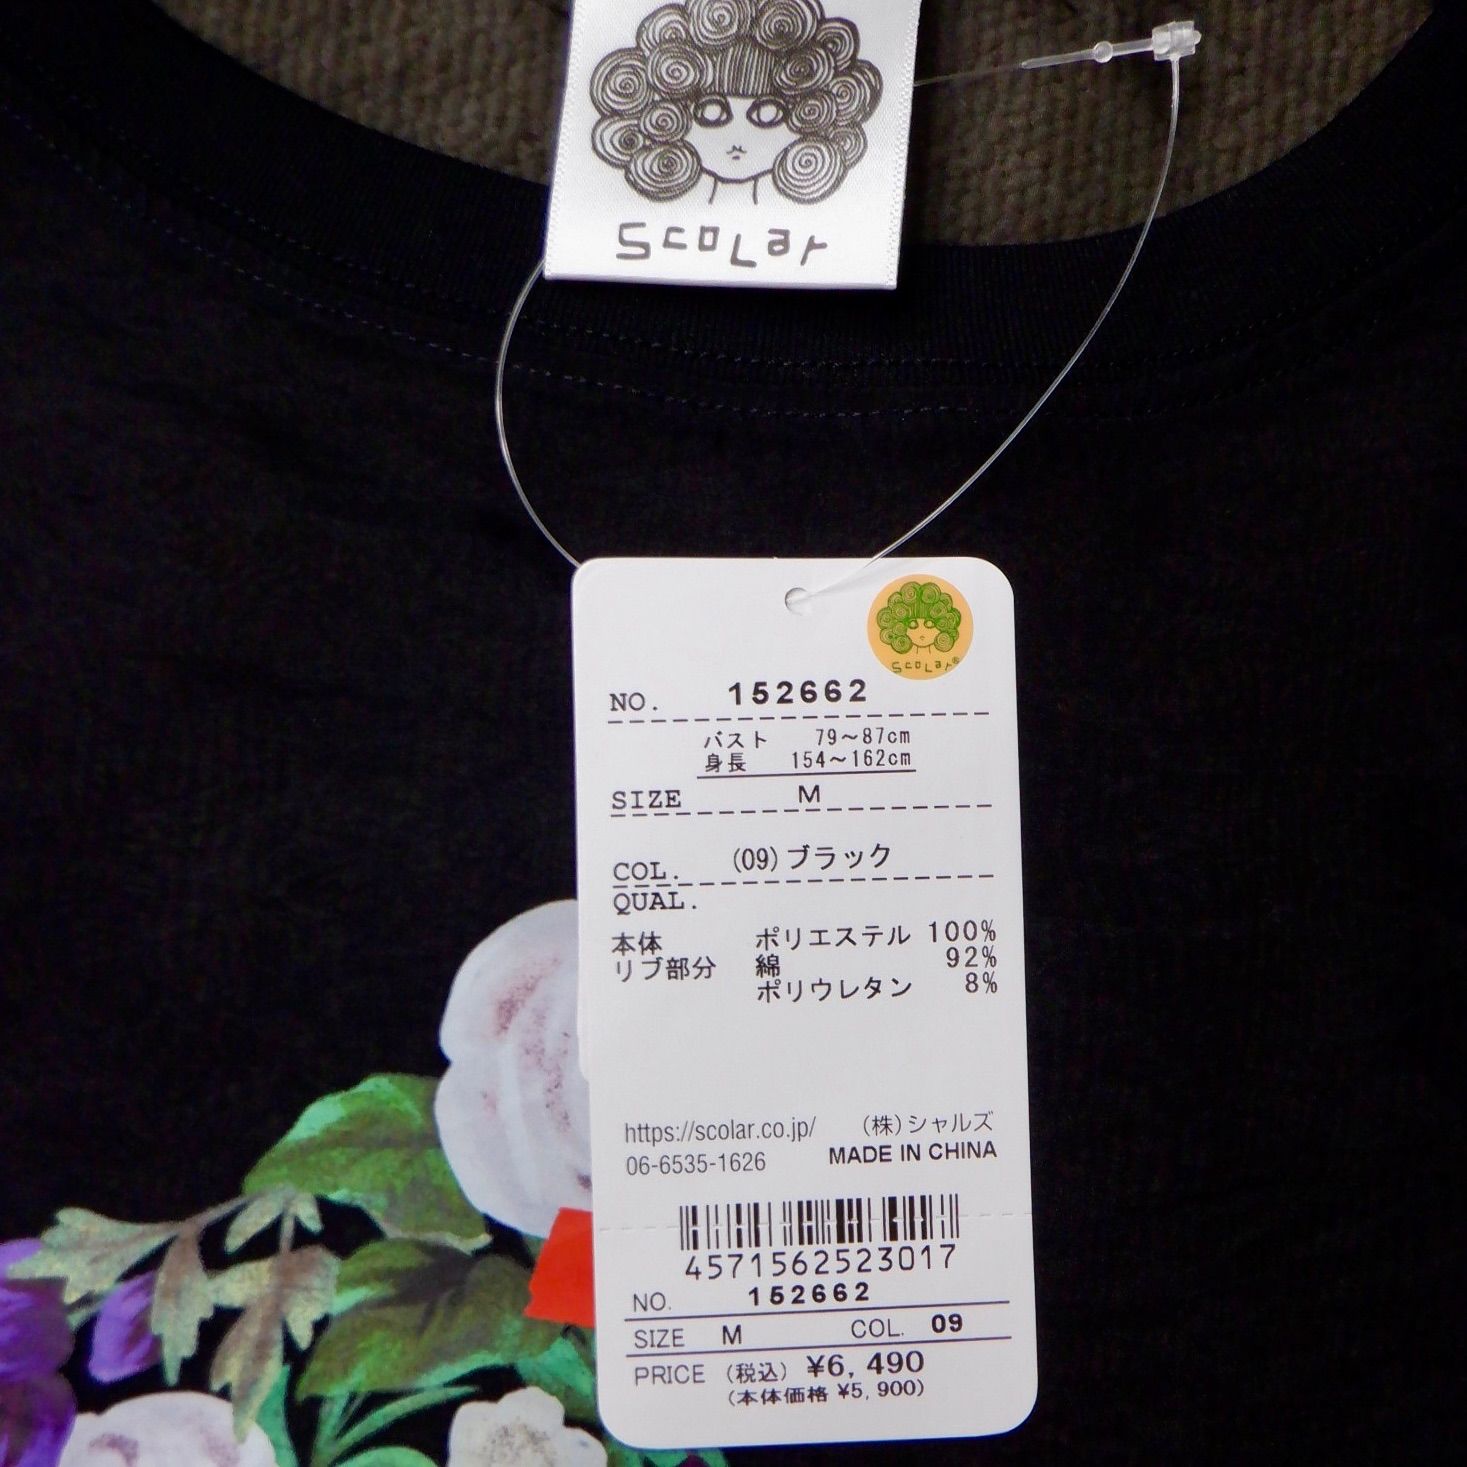 ScoLar
ScoLar®
NO. 152662
バスト 79～87cm
身長 154～162cm
SIZE M
COL. (09)ブラック
QUAL.
本体 ポリエステル 100%
リブ部分 綿 92%
ポリウレタン 8%
https://scolar.co.jp/ (株)シャルズ
06-6535-1626 MADE IN CHINA
4571562523017
NO. 152662
SIZE M COL. 09
PRICE (税込) ¥6,490
(本体価格 ¥5,900)